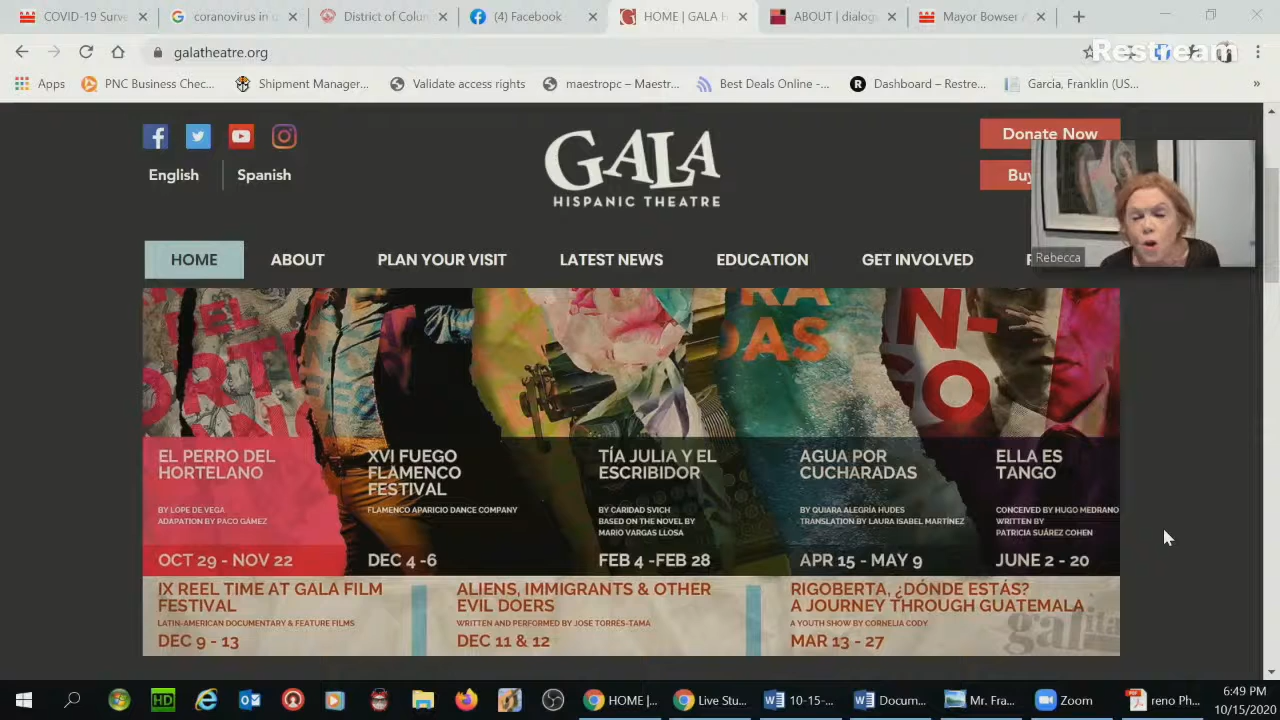 COVID-19 Surve
coranovirus in d
District of Colum
(4) Facebook
HOME | GALA H
ABOUT | dialog
Mayor Bowser A
galatheatre.org
Restream
Apps
PNC Business Chec...
Shipment Manager...
Validate access rights
maestropc – Maestr...
Best Deals Online -...
Dashboard – Restre...
Garcia, Franklin (US...
»
Donate Now
GALA
HISPANIC THEATRE
English
Spanish
Buy
Rebecca
HOME
ABOUT
PLAN YOUR VISIT
LATEST NEWS
EDUCATION
GET INVOLVED
EL PERRO DEL
HORTELANO
BY LOPE DE VEGA
ADAPATION BY PACO GÁMEZ
OCT 29 - NOV 22
XVI FUEGO
FLAMENCO
FESTIVAL
FLAMENCO APARICIO DANCE COMPANY
DEC 4 -6
TÍA JULIA Y EL
ESCRIBIDOR
BY CARIDAD SVICH
BASED ON THE NOVEL BY
MARIO VARGAS LLOSA
FEB 4 -FEB 28
AGUA POR
CUCHARADAS
BY QUIARA ALEGRÍA HUDES
TRANSLATION BY LAURA ISABEL MARTÍNEZ
APR 15 - MAY 9
ELLA ES
TANGO
CONCEIVED BY HUGO MEDRANO
WRITTEN BY
PATRICIA SUÁREZ COHEN
JUNE 2 - 20
IX REEL TIME AT GALA FILM
FESTIVAL
LATIN-AMERICAN DOCUMENTARY & FEATURE FILMS
DEC 9 - 13
ALIENS, IMMIGRANTS & OTHER
EVIL DOERS
WRITTEN AND PERFORMED BY JOSE TORRES-TAMA
DEC 11 & 12
RIGOBERTA, ¿DÓNDE ESTÁS?
A JOURNEY THROUGH GUATEMALA
A YOUTH SHOW BY CORNELIA CODY
MAR 13 - 27
galita
HD
HOME |...
Live Stu...
10-15-...
Docum...
Mr. Fra...
Zoom
reno Ph...
6:49 PM
10/15/2020